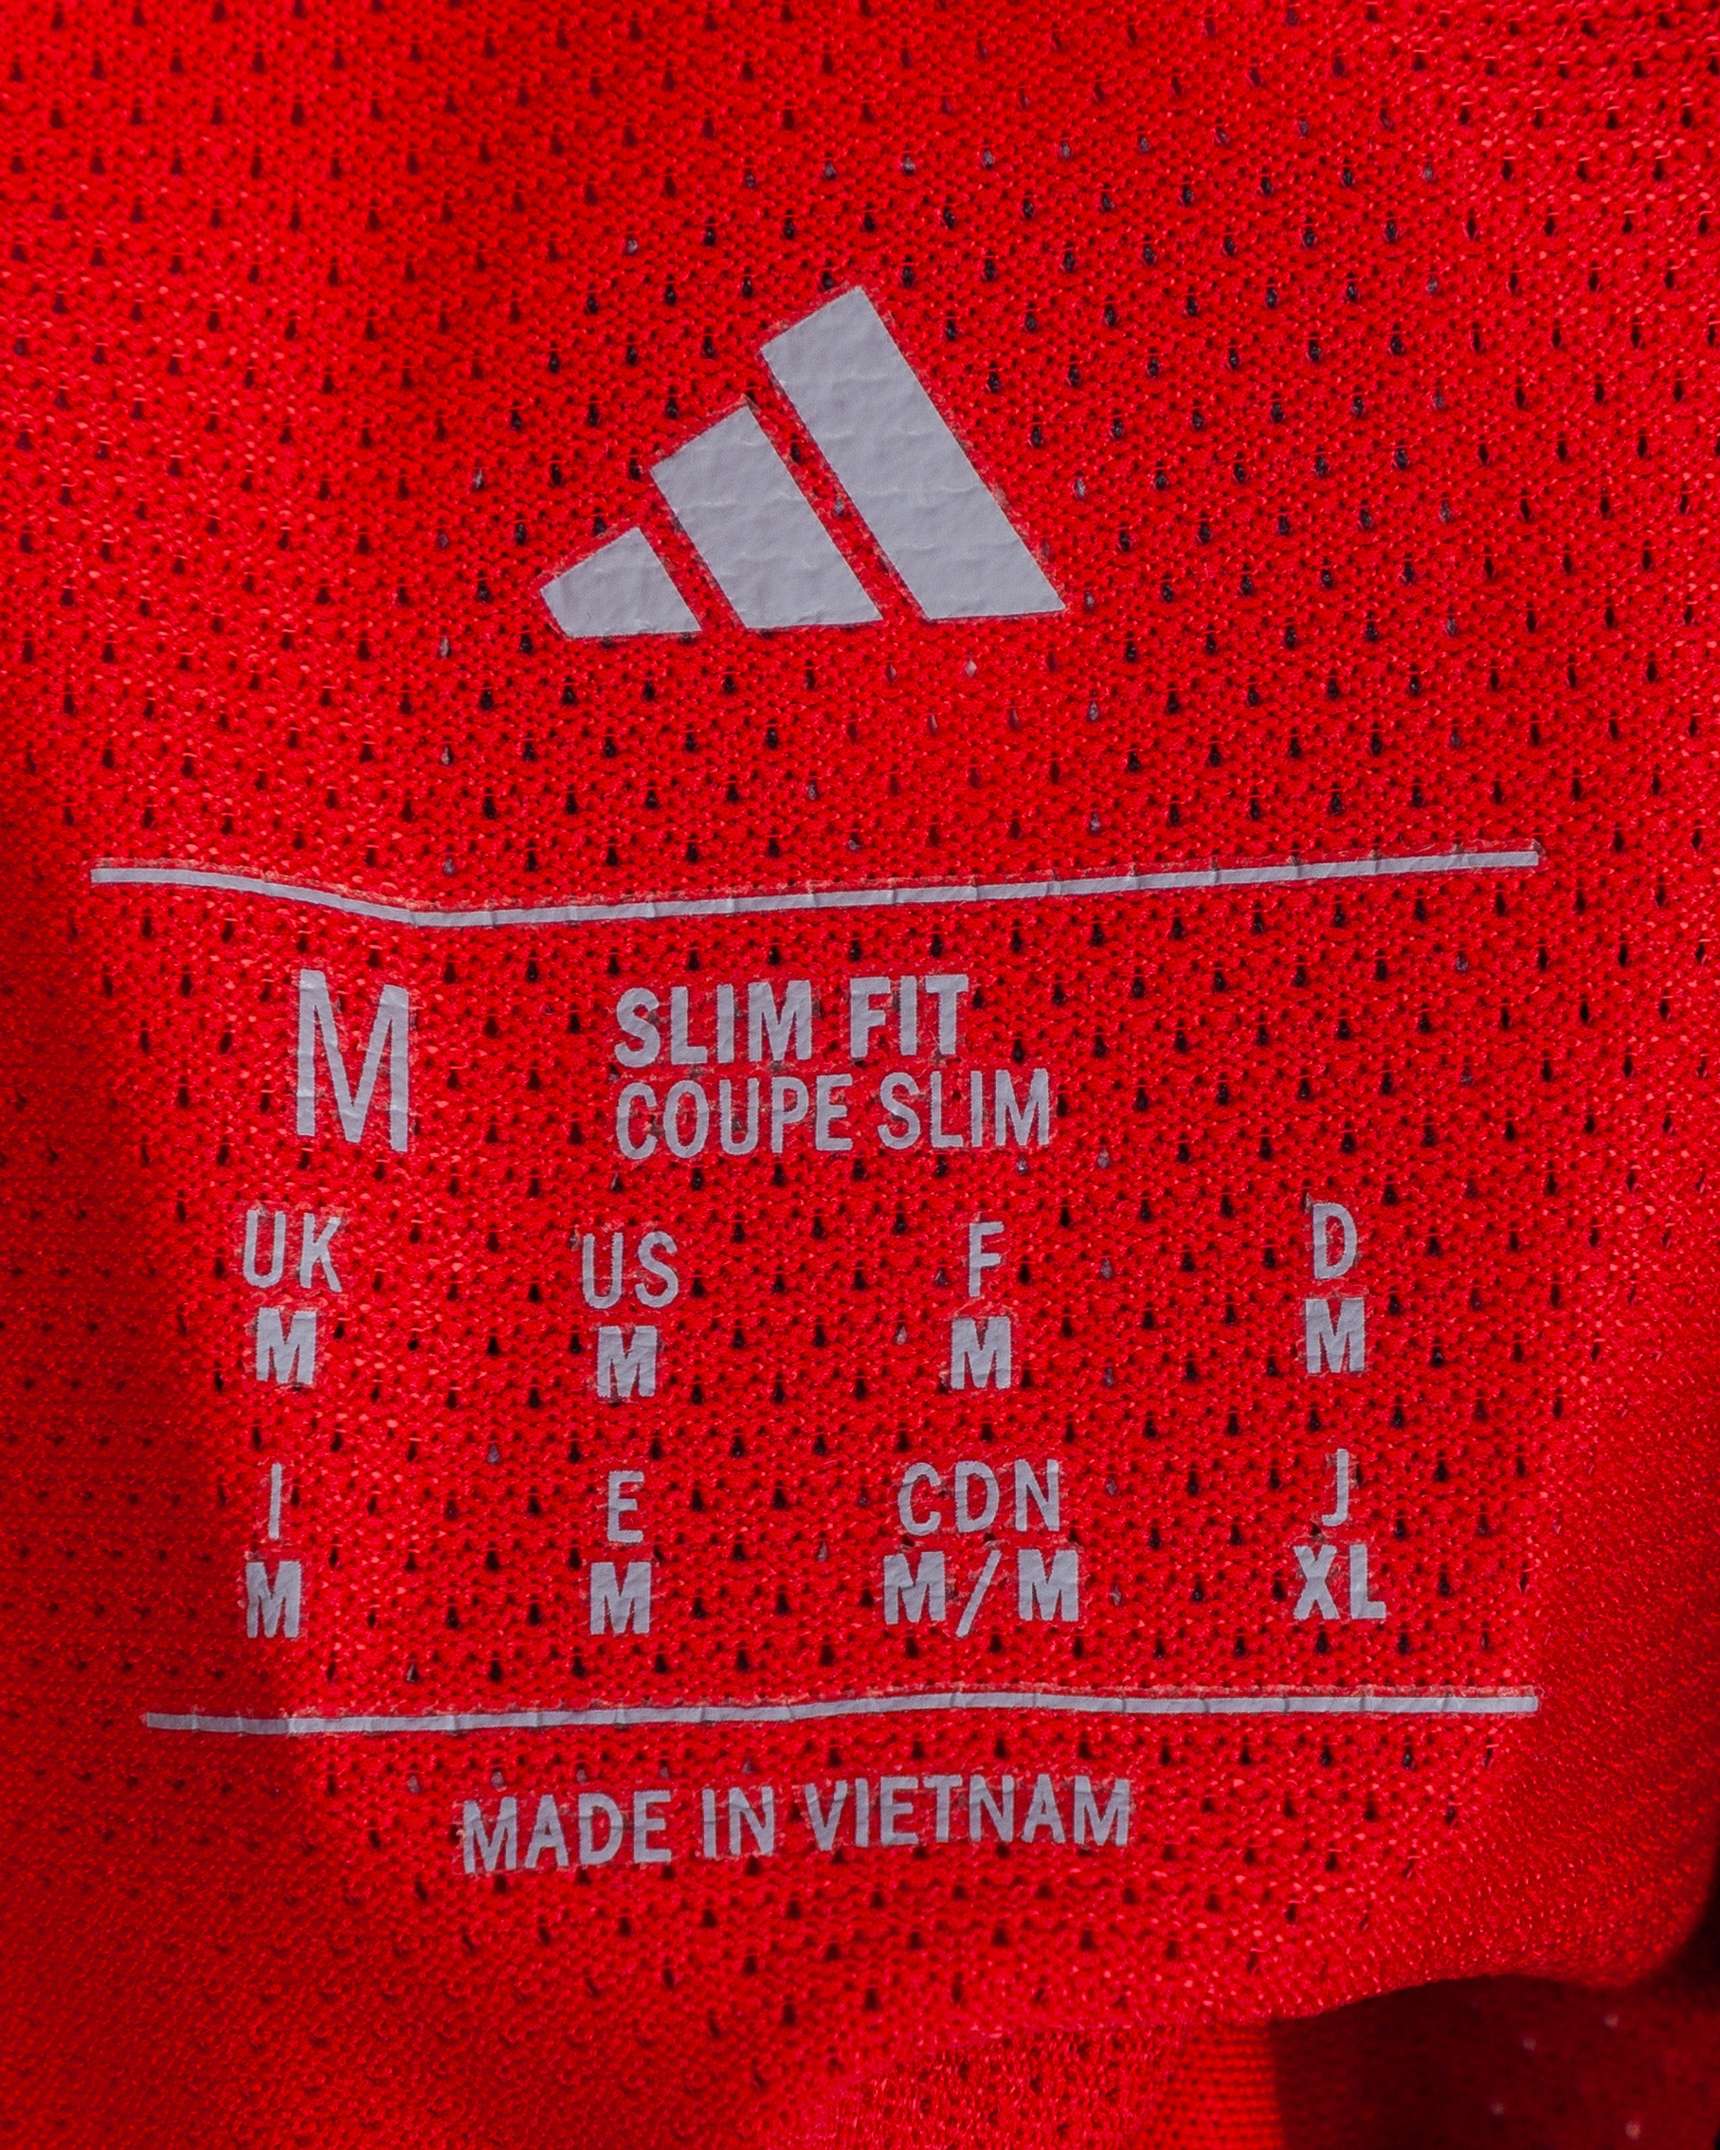 M SLIM FIT
COUPE SLIM
UK US F D
M M M M
I E CDN J
M M M/M XL
MADE IN VIETNAM